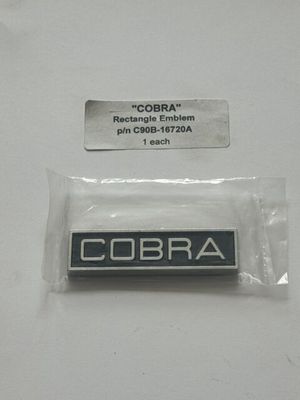 "COBRA"
Rectangle Emblem
p/n C90B-16720A
1 each
COBRA